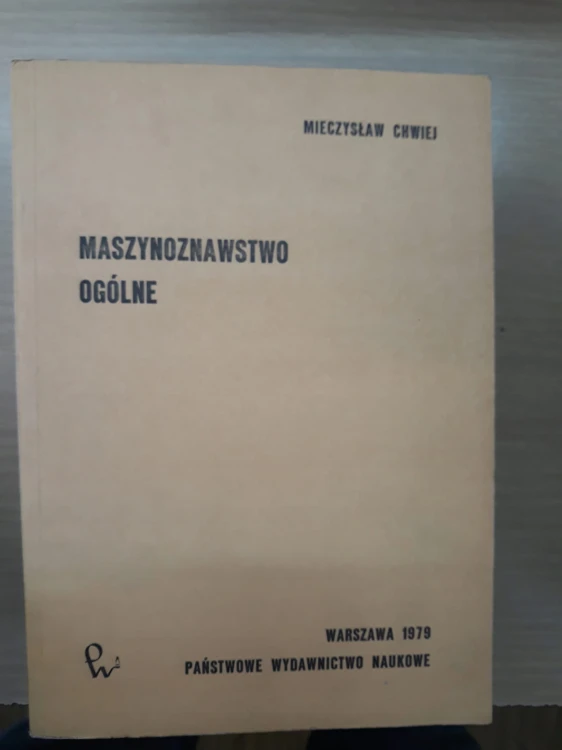 MIECZYSŁAW CHWIEJ
MASZYNOZNAWSTWO
OGÓLNE
WARSZAWA 1979
PAŃSTWOWE WYDAWNICTWO NAUKOWE